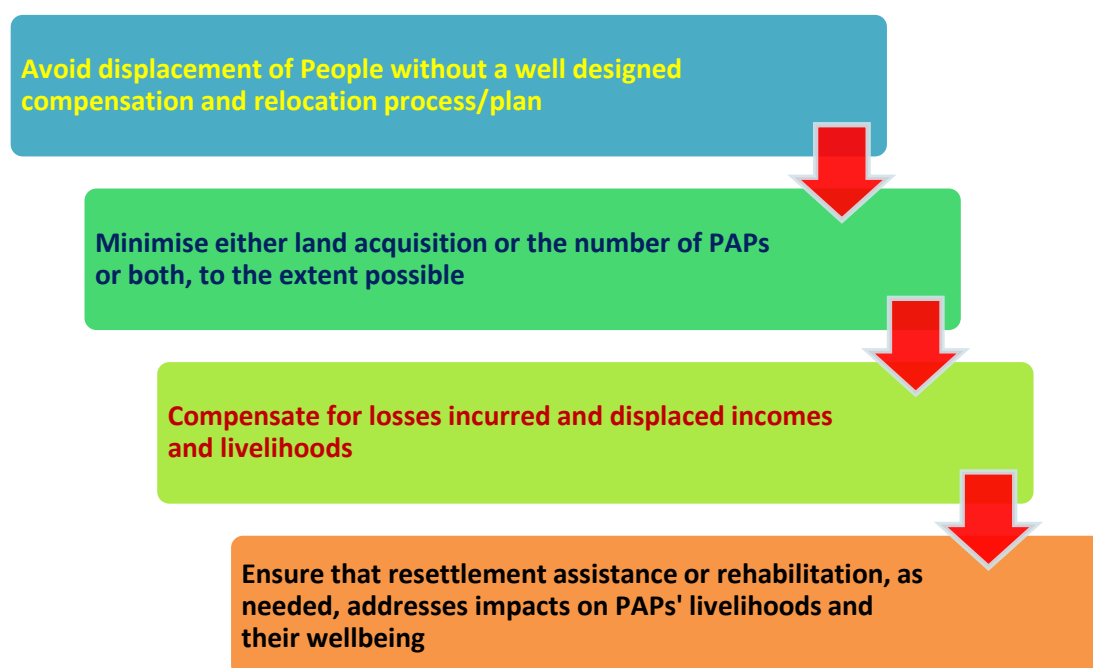 Avoid displacement of People without a well designed
compensation and relocation process/plan
Minimise either land acquisition or the number of PAPs
or both, to the extent possible
Compensate for losses incurred and displaced incomes
and livelihoods
Ensure that resettlement assistance or rehabilitation, as
needed, addresses impacts on PAPs' livelihoods and
their wellbeing